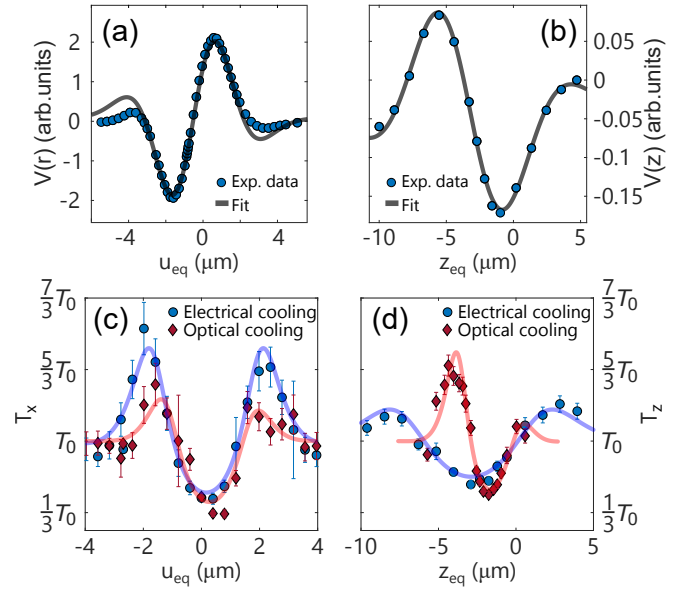 (a)
V(r) (arb.units)
2
1
0
-1
-2
Exp. data
Fit
-4
0
4
u_eq (μm)
(b)
V(z) (arb.units)
0.05
0
-0.05
-0.1
-0.15
Exp. data
Fit
-10
-5
0
z_eq (μm)
(c)
Electrical cooling
Optical cooling
T_x
7/3 T_0
5/3 T_0
T_0
1/3 T_0
-4
-2
0
2
4
u_eq (μm)
(d)
Electrical cooling
Optical cooling
T_z
7/3 T_0
5/3 T_0
T_0
1/3 T_0
-10
-5
0
5
z_eq (μm)